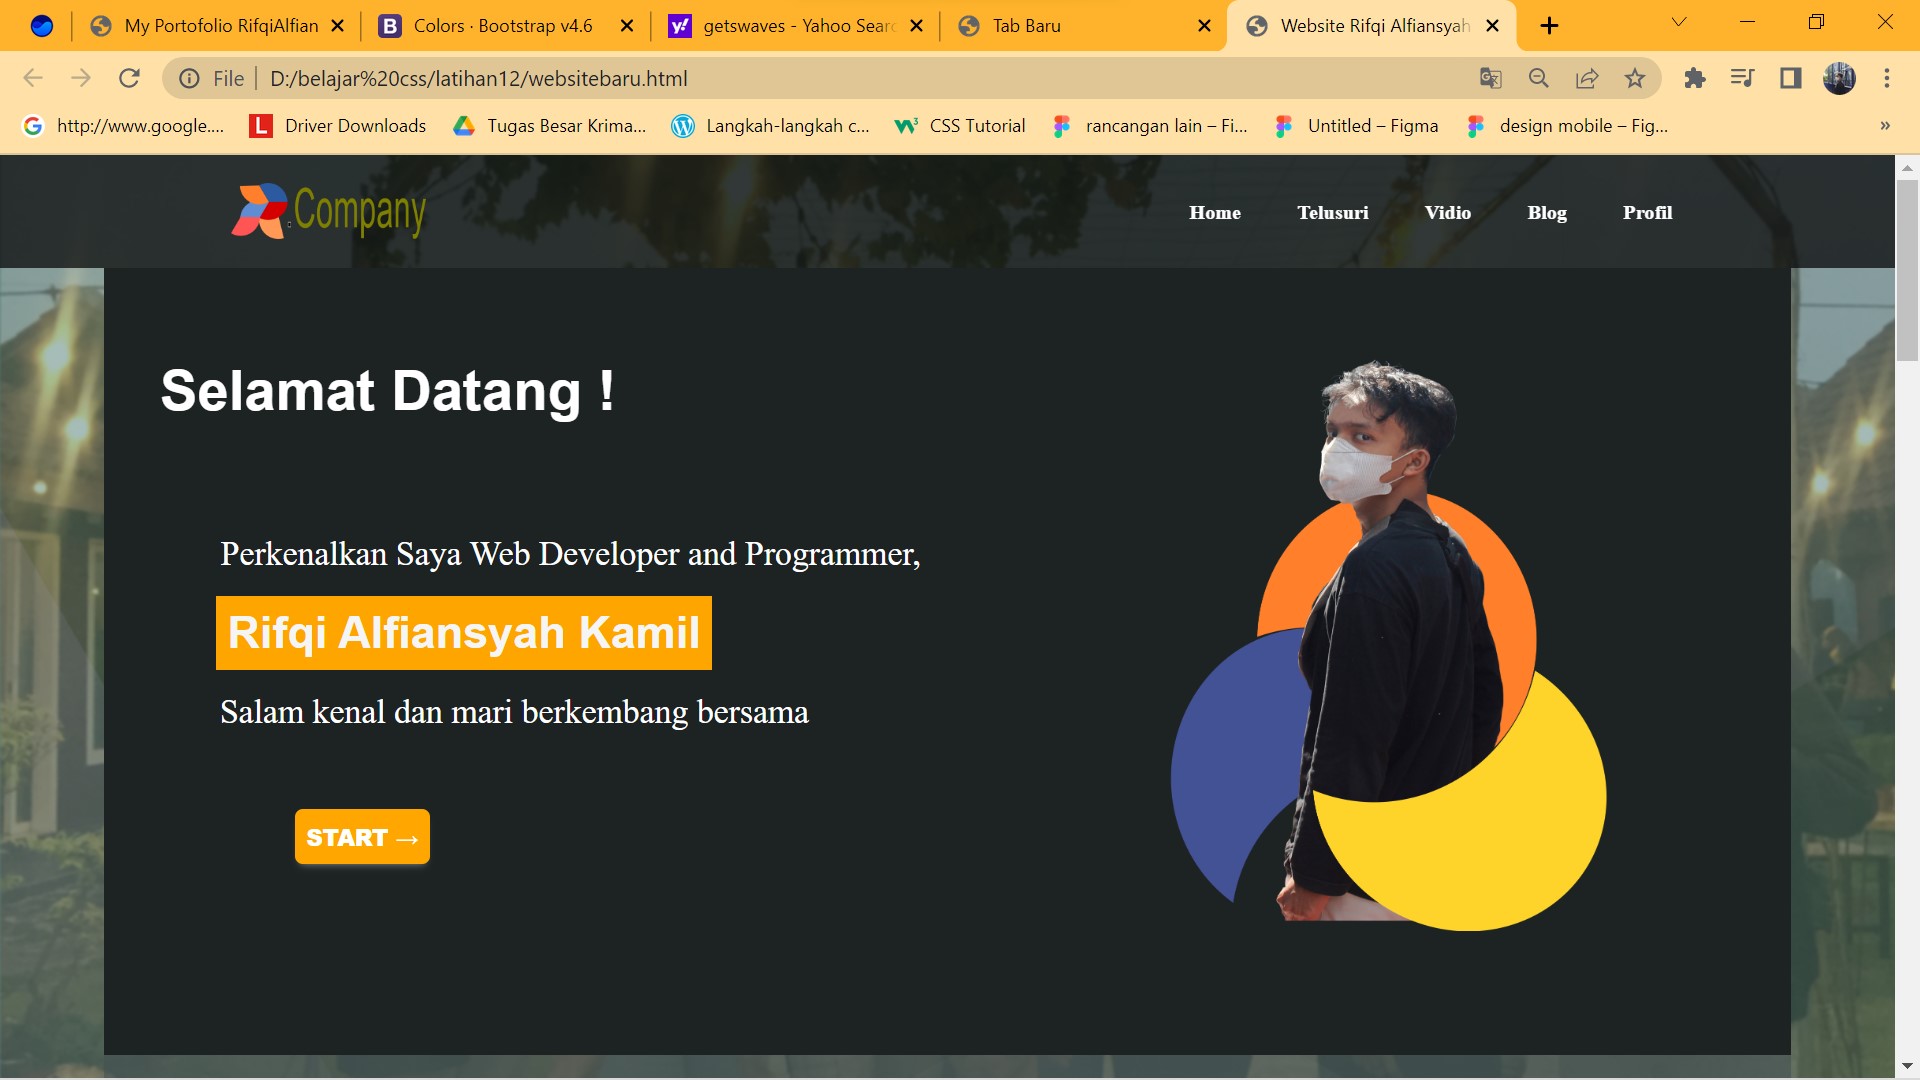 My Portofolio RifqiAlfian
Colors · Bootstrap v4.6
getswaves - Yahoo Searc
Tab Baru
Website Rifqi Alfiansyah
File
D:/belajar%20css/latihan12/websitebaru.html
http://www.google....
Driver Downloads
Tugas Besar Krima...
Langkah-langkah c...
CSS Tutorial
rancangan lain – Fi...
Untitled – Figma
design mobile – Fig...
»
Company
Home
Telusuri
Vidio
Blog
Profil
Selamat Datang !
Perkenalkan Saya Web Developer and Programmer,
Rifqi Alfiansyah Kamil
Salam kenal dan mari berkembang bersama
START →